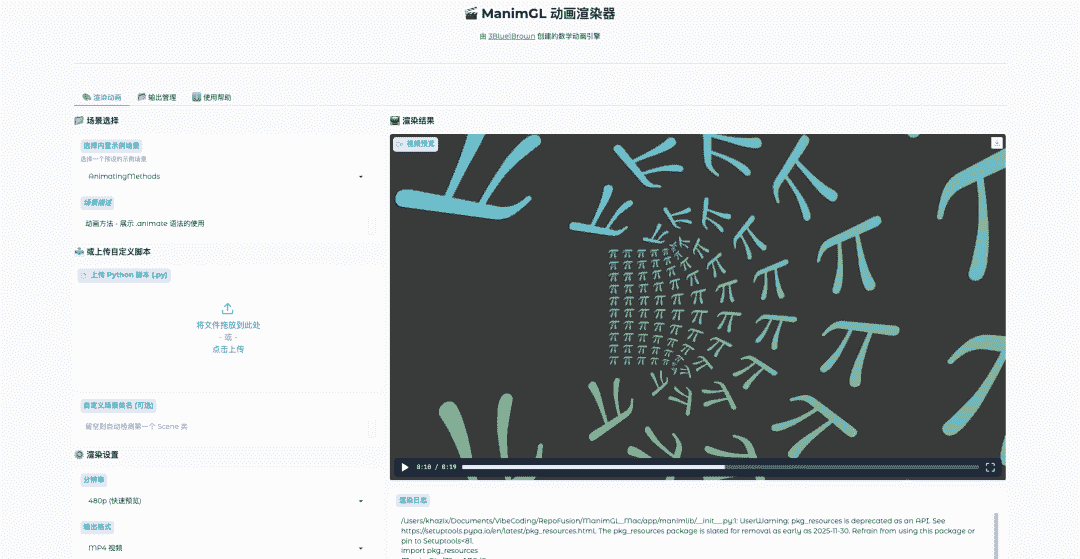 🎬 ManimGL 动画渲染器
由 3Blue1Brown 创建的数学动画引擎
渲染动画 输出管理 使用帮助
场景选择
选择内置示例场景
选择一个预设的示例场景
AnimatingMethods
场景描述
动画方法 - 展示 .animate 语法的使用
或上传自定义脚本
上传 Python 脚本 (.py)
将文件拖放到此处
- 或 -
点击上传
自定义场景类名 (可选)
留空则自动检测第一个 Scene 类
渲染设置
分辨率
480p (快速预览)
输出格式
MP4 视频
渲染结果
视频预览
0:10 / 0:19
渲染日志
/Users/khazix/Documents/VibeCoding/RepoFusion/ManimGL_Mac/app/manimlib/__init__.py:1: UserWarning: pkg_resources is deprecated as an API. See
https://setuptools.pypa.io/en/latest/pkg_resources.html. The pkg_resources package is slated for removal as early as 2025-11-30. Refrain from using this package or
pin to Setuptools<81.
import pkg_resources